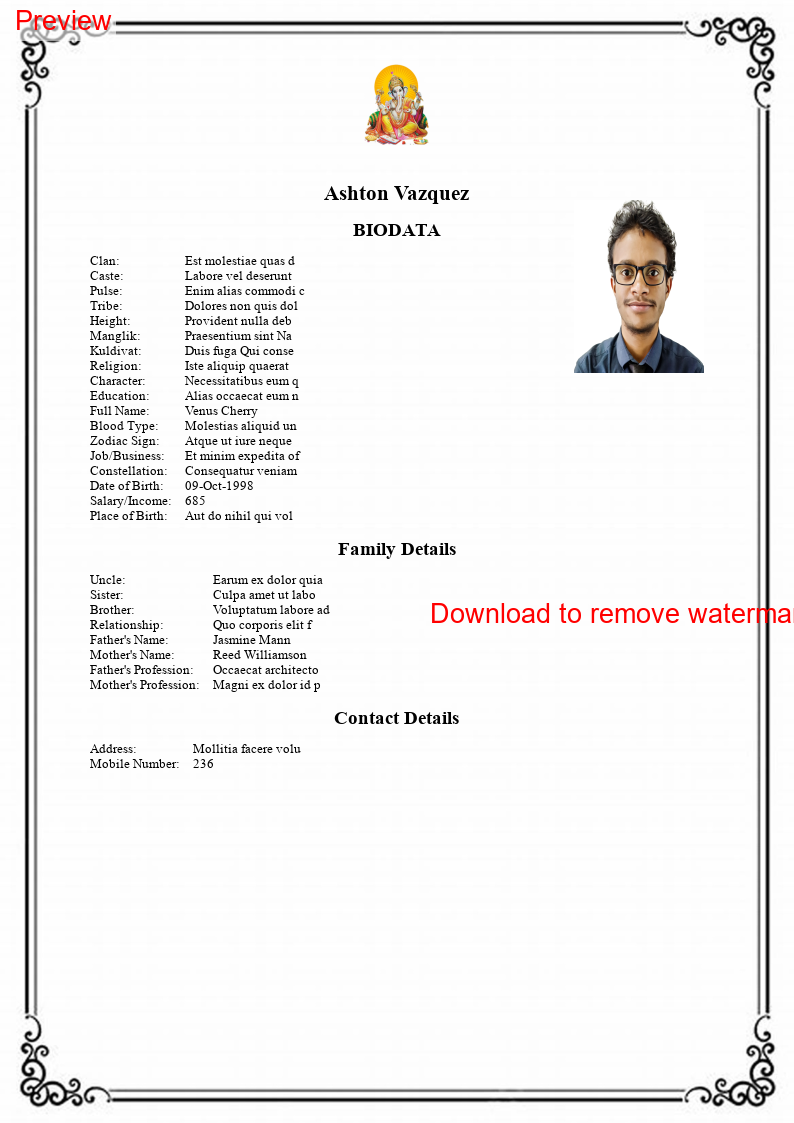 Preview
Ashton Vazquez
BIODATA
Clan: Est molestiae quas d
Caste: Labore vel deserunt
Pulse: Enim alias commodi c
Tribe: Dolores non quis dol
Height: Provident nulla deb
Manglik: Praesentium sint Na
Kuldivat: Duis fuga Qui conse
Religion: Iste aliquip quaerat
Character: Necessitatibus eum q
Education: Alias occaecat eum n
Full Name: Venus Cherry
Blood Type: Molestias aliquid un
Zodiac Sign: Atque ut iure neque
Job/Business: Et minim expedita of
Constellation: Consequatur veniam
Date of Birth: 09-Oct-1998
Salary/Income: 685
Place of Birth: Aut do nihil qui vol
Family Details
Uncle: Earum ex dolor quia
Sister: Culpa amet ut labo
Brother: Voluptatum labore ad
Relationship: Quo corporis elit f
Father's Name: Jasmine Mann
Mother's Name: Reed Williamson
Father's Profession: Occaecat architecto
Mother's Profession: Magni ex dolor id p
Download to remove waterma
Contact Details
Address: Mollitia facere volu
Mobile Number: 236